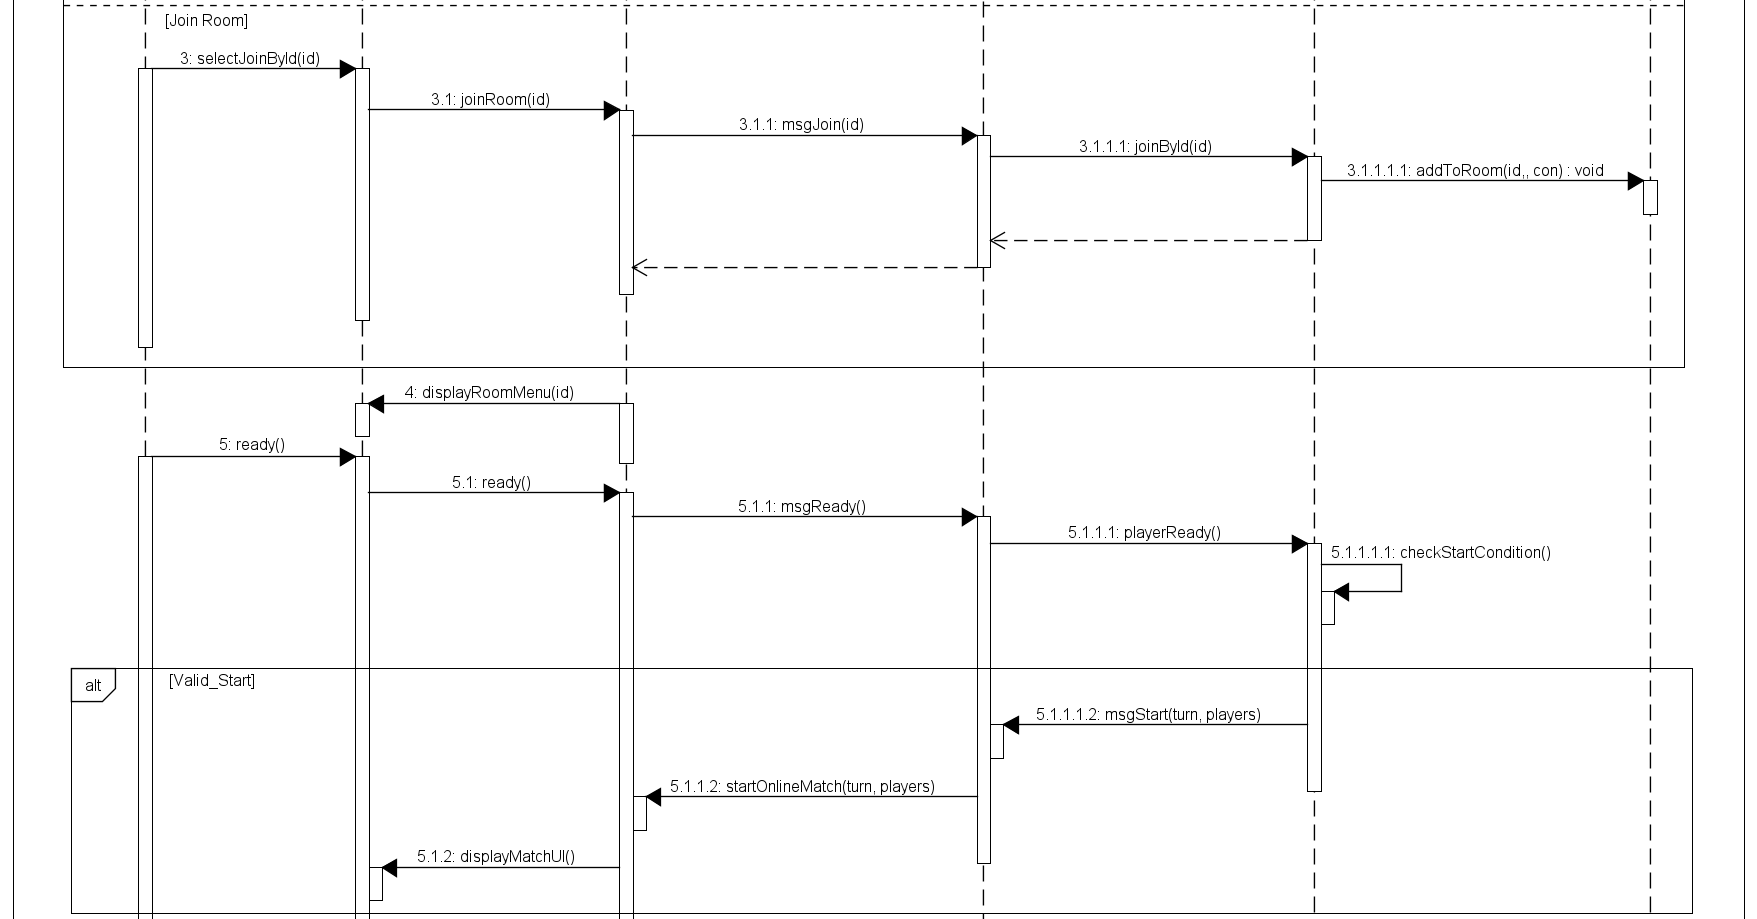 [Join Room]
3: selectJoinById(id)
3.1: joinRoom(id)
3.1.1: msgJoin(id)
3.1.1.1: joinById(id)
3.1.1.1.1: addToRoom(id,, con) : void
4: displayRoomMenu(id)
5: ready()
5.1: ready()
5.1.1: msgReady()
5.1.1.1: playerReady()
5.1.1.1.1: checkStartCondition()
alt
[Valid_Start]
5.1.1.1.2: msgStart(turn, players)
5.1.1.2: startOnlineMatch(turn, players)
5.1.2: displayMatchUI()